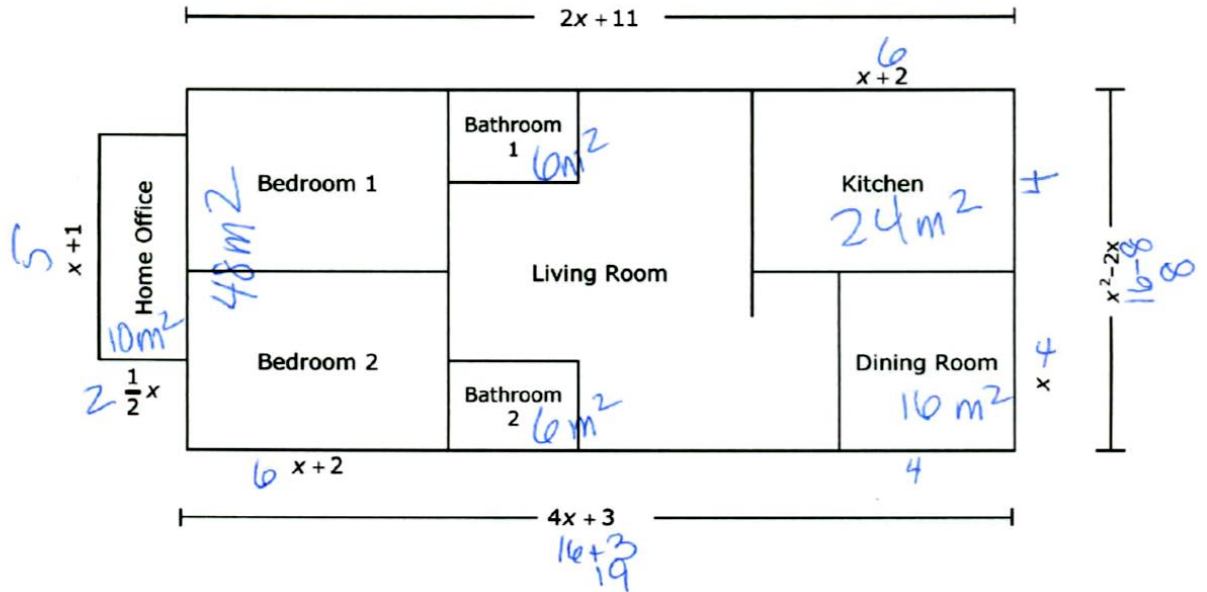 2x + 11
6
x + 2
Bathroom
1
6m²
Bedroom 1
48m2
Kitchen
24m²
4
5
x + 1
Home Office
10m²
Living Room
x²-2x
16-8
8
2
1/2 x
Bedroom 2
Bathroom
2
6m²
Dining Room
16 m²
x
4
6
x + 2
4
4x + 3
16+3
19